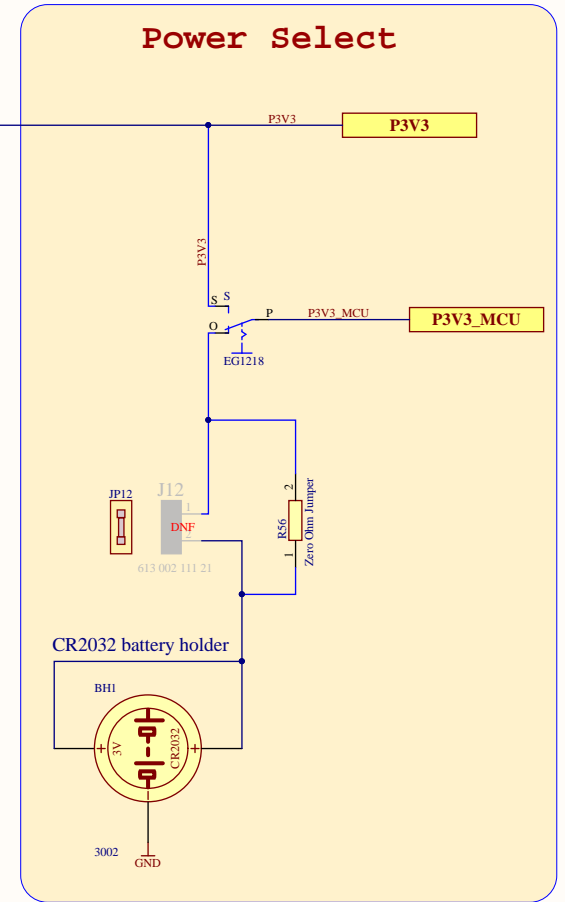 Power Select
P3V3
P3V3
P3V3
S S
P
P3V3_MCU
P3V3_MCU
O
EG1218
JP12
J12
1
DNF
2
613 002 111 21
2
R56
1
Zero Ohm Jumper
CR2032 battery holder
BH1
+
3V
CR2032
+
3002
GND